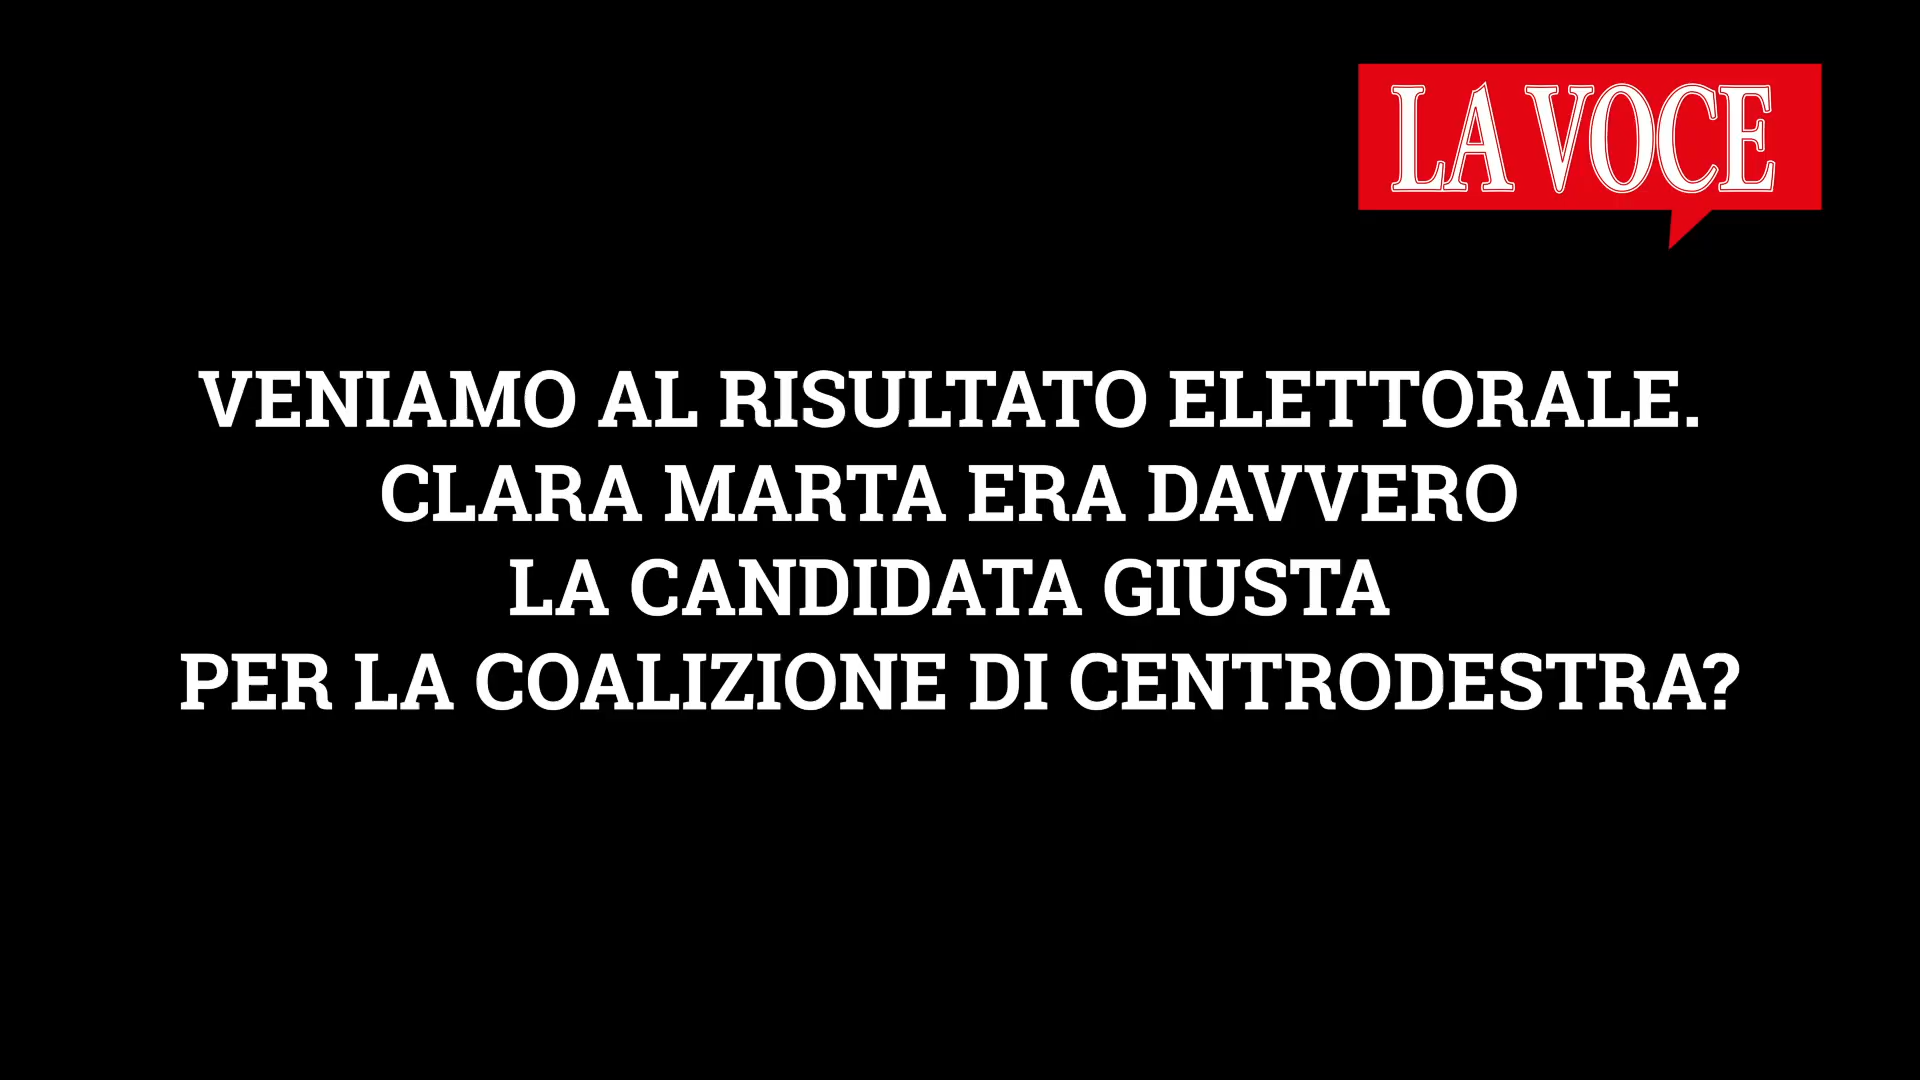 LA VOCE
VENIAMO AL RISULTATO ELETTORALE.
CLARA MARTA ERA DAVVERO
LA CANDIDATA GIUSTA
PER LA COALIZIONE DI CENTRODESTRA?